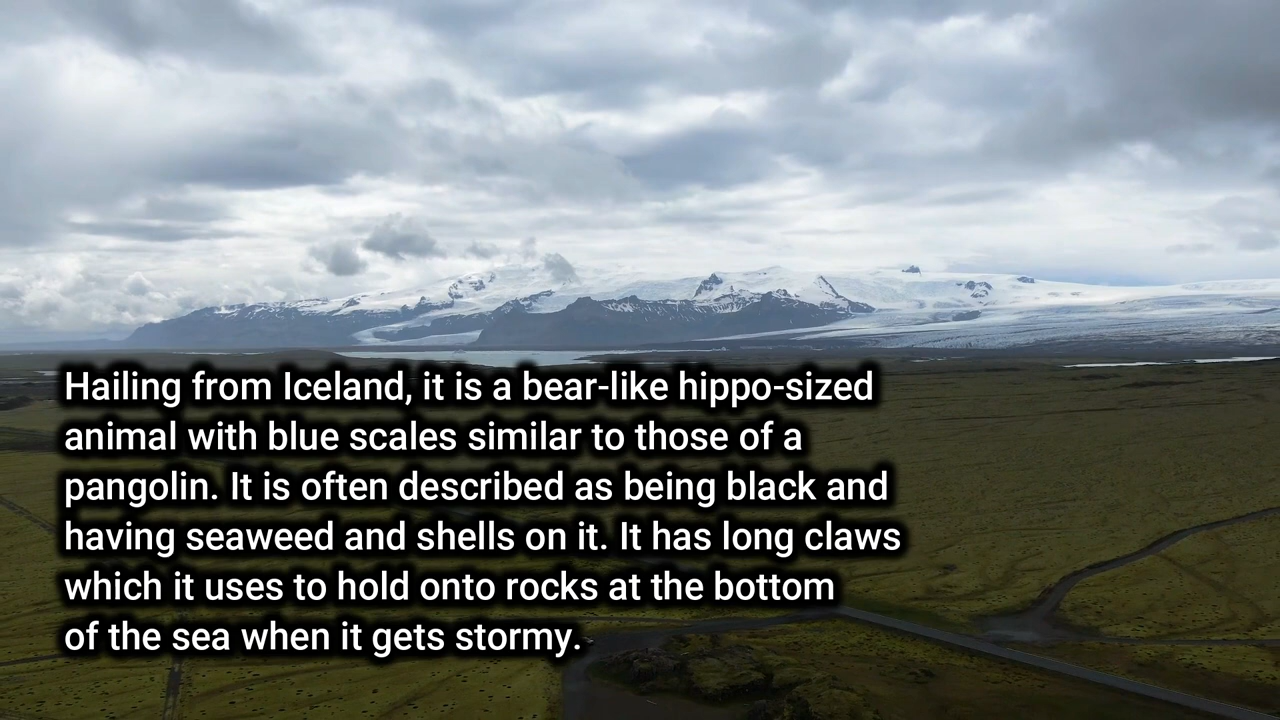 Hailing from Iceland, it is a bear-like hippo-sized
animal with blue scales similar to those of a
pangolin. It is often described as being black and
having seaweed and shells on it. It has long claws
which it uses to hold onto rocks at the bottom
of the sea when it gets stormy.